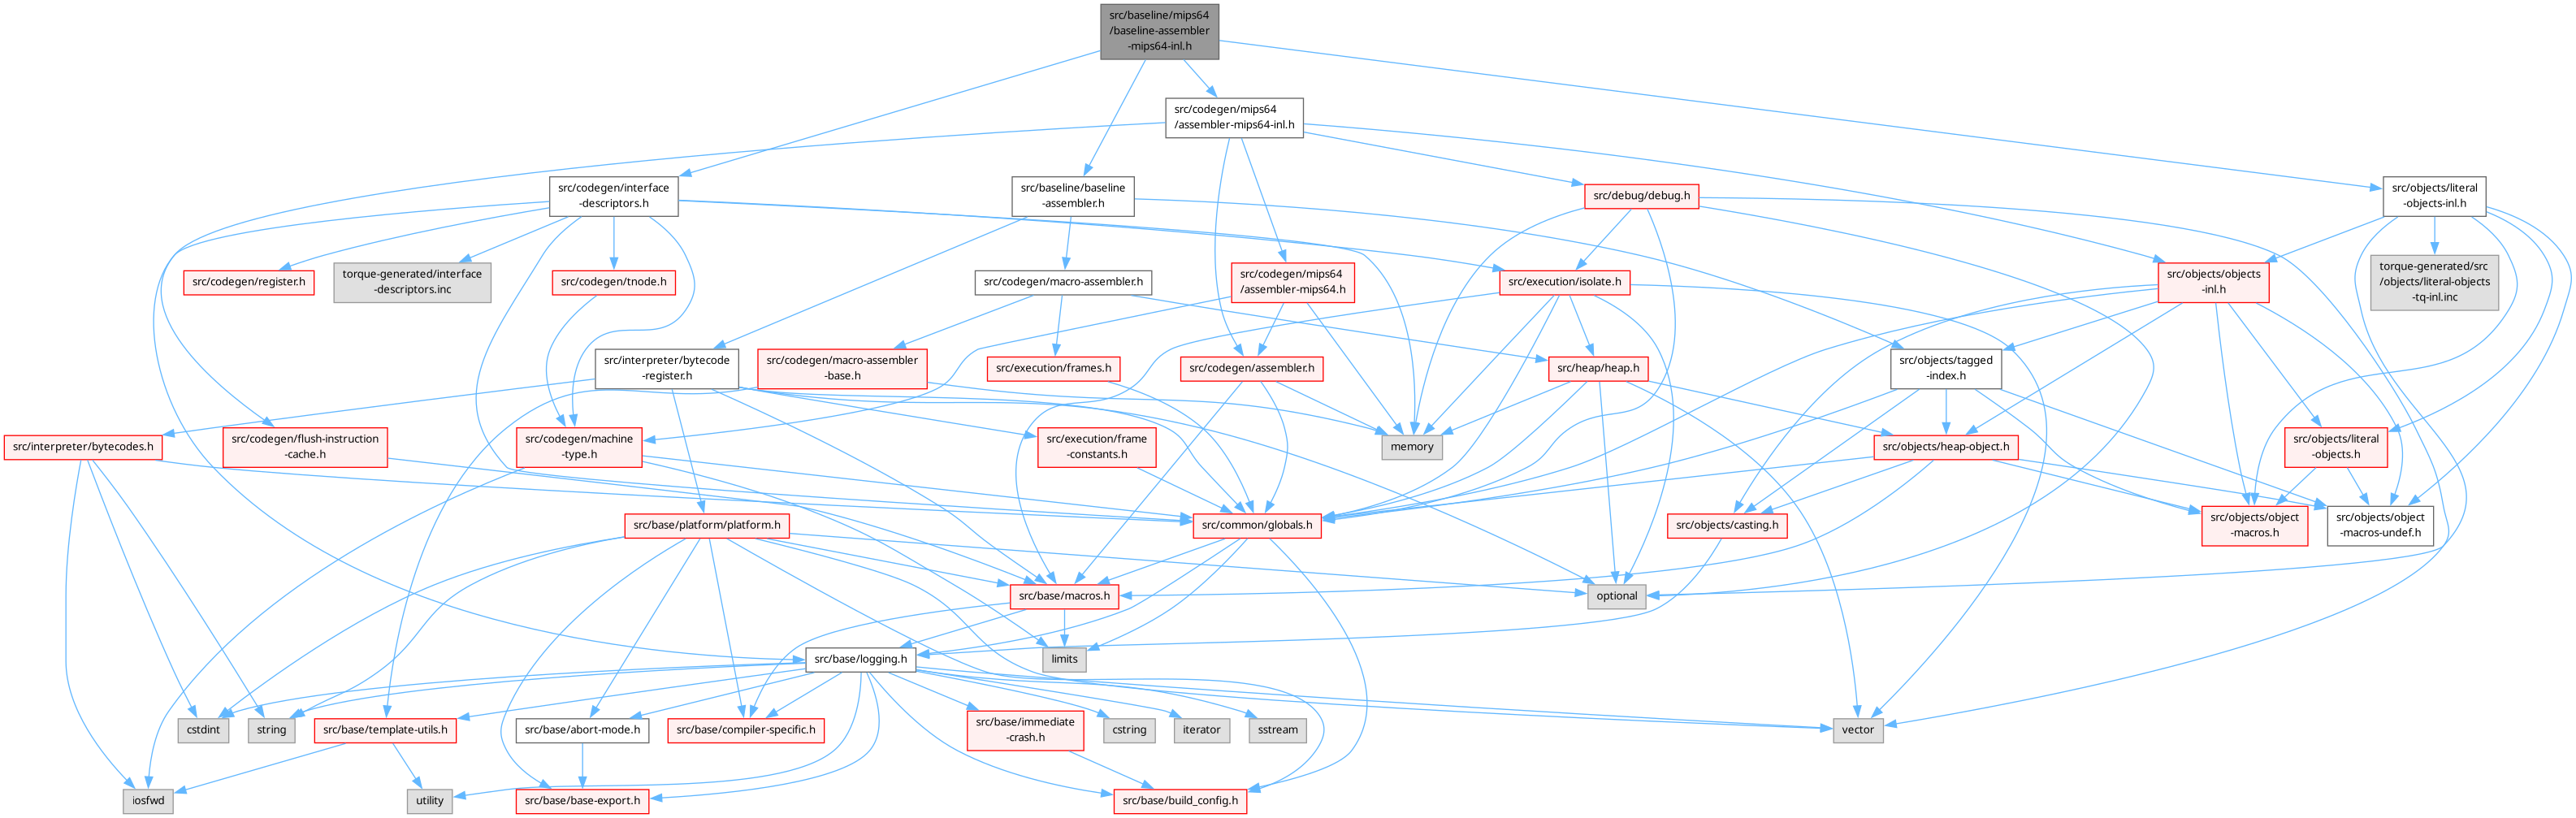 src/baseline/mips64
/baseline-assembler
-mips64-inl.h
src/codegen/mips64
/assembler-mips64-inl.h
src/codegen/interface
-descriptors.h
src/baseline/baseline
-assembler.h
src/debug/debug.h
src/objects/literal
-objects-inl.h
src/codegen/register.h
torque-generated/interface
-descriptors.inc
src/codegen/tnode.h
src/codegen/macro-assembler.h
src/codegen/mips64
/assembler-mips64.h
src/execution/isolate.h
src/objects/objects
-inl.h
torque-generated/src
/objects/literal-objects
-tq-inl.inc
src/interpreter/bytecode
-register.h
src/codegen/macro-assembler
-base.h
src/execution/frames.h
src/codegen/assembler.h
src/heap/heap.h
src/objects/tagged
-index.h
src/interpreter/bytecodes.h
src/codegen/flush-instruction
-cache.h
src/codegen/machine
-type.h
src/execution/frame
-constants.h
memory
src/objects/heap-object.h
src/objects/literal
-objects.h
src/base/platform/platform.h
src/common/globals.h
src/objects/casting.h
src/objects/object
-macros.h
src/objects/object
-macros-undef.h
src/base/macros.h
optional
src/base/logging.h
limits
cstdint
string
src/base/template-utils.h
src/base/abort-mode.h
src/base/compiler-specific.h
src/base/immediate
-crash.h
cstring
iterator
sstream
vector
iosfwd
utility
src/base/base-export.h
src/base/build_config.h